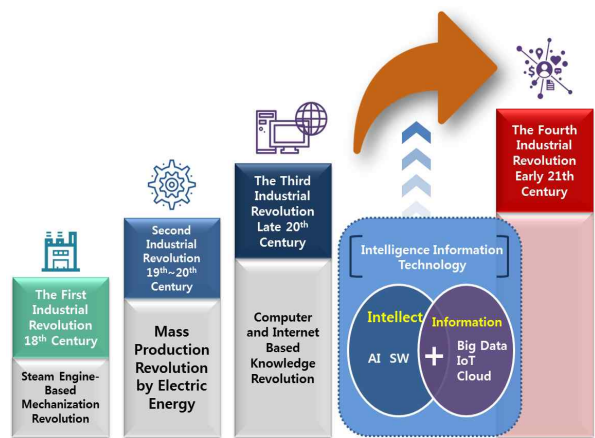 The First
Industrial
Revolution
18th Century
Steam Engine-
Based
Mechanization
Revolution
Second
Industrial
Revolution
19th~20th
Century
Mass
Production
Revolution
by Electric
Energy
The Third
Industrial
Revolution
Late 20th
Century
Computer
and Internet
Based
Knowledge
Revolution
Intelligence Information
Technology
Intellect
AI SW
+
Information
Big Data
IoT
Cloud
The Fourth
Industrial
Revolution
Early 21th
Century
$